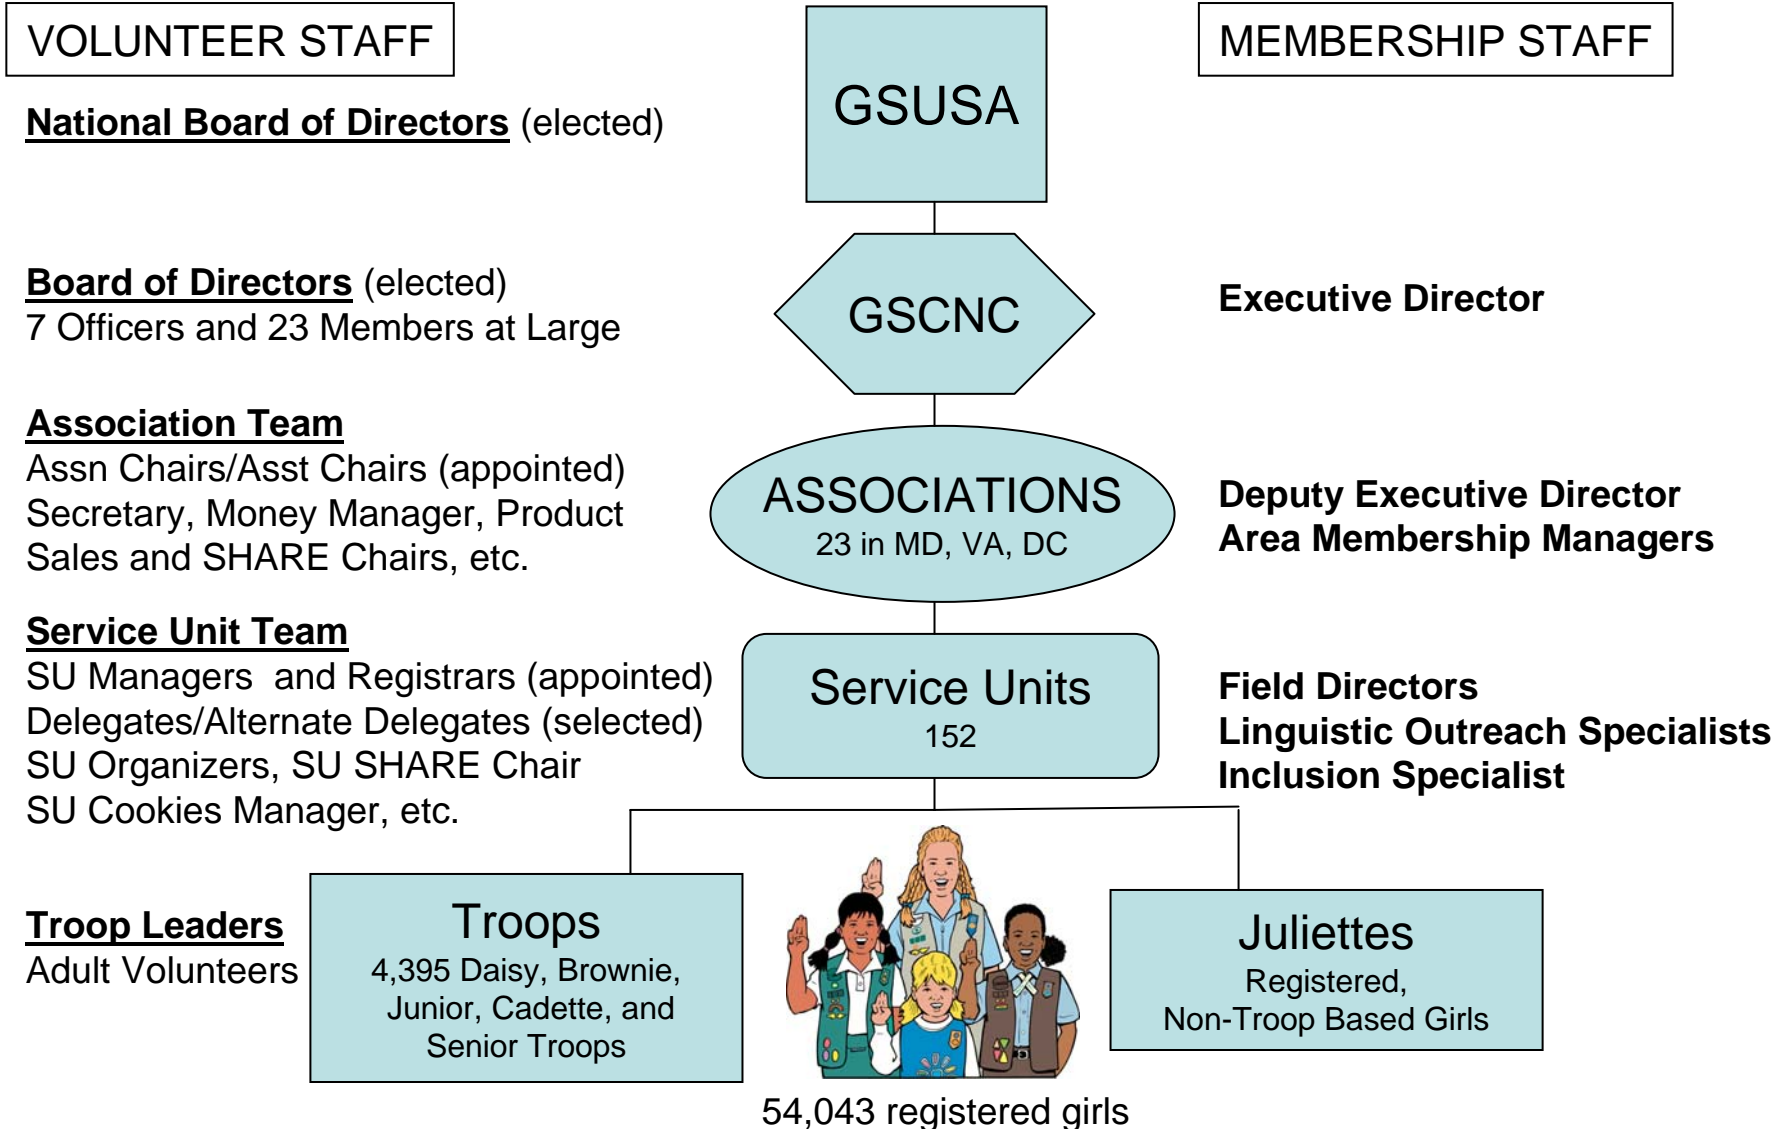 VOLUNTEER STAFF
GSUSA
MEMBERSHIP STAFF
National Board of Directors (elected)
Board of Directors (elected)
7 Officers and 23 Members at Large
GSCNC
Executive Director
Association Team
Assn Chairs/Asst Chairs (appointed)
Secretary, Money Manager, Product
Sales and SHARE Chairs, etc.
ASSOCIATIONS
23 in MD, VA, DC
Deputy Executive Director
Area Membership Managers
Service Unit Team
SU Managers  and Registrars (appointed)
Delegates/Alternate Delegates (selected)
SU Organizers, SU SHARE Chair
SU Cookies Manager, etc.
Service Units
152
Field Directors
Linguistic Outreach Specialists
Inclusion Specialist
Troop Leaders
Adult Volunteers
Troops
4,395 Daisy, Brownie,
Junior, Cadette, and
Senior Troops
Juliettes
Registered,
Non-Troop Based Girls
54,043 registered girls